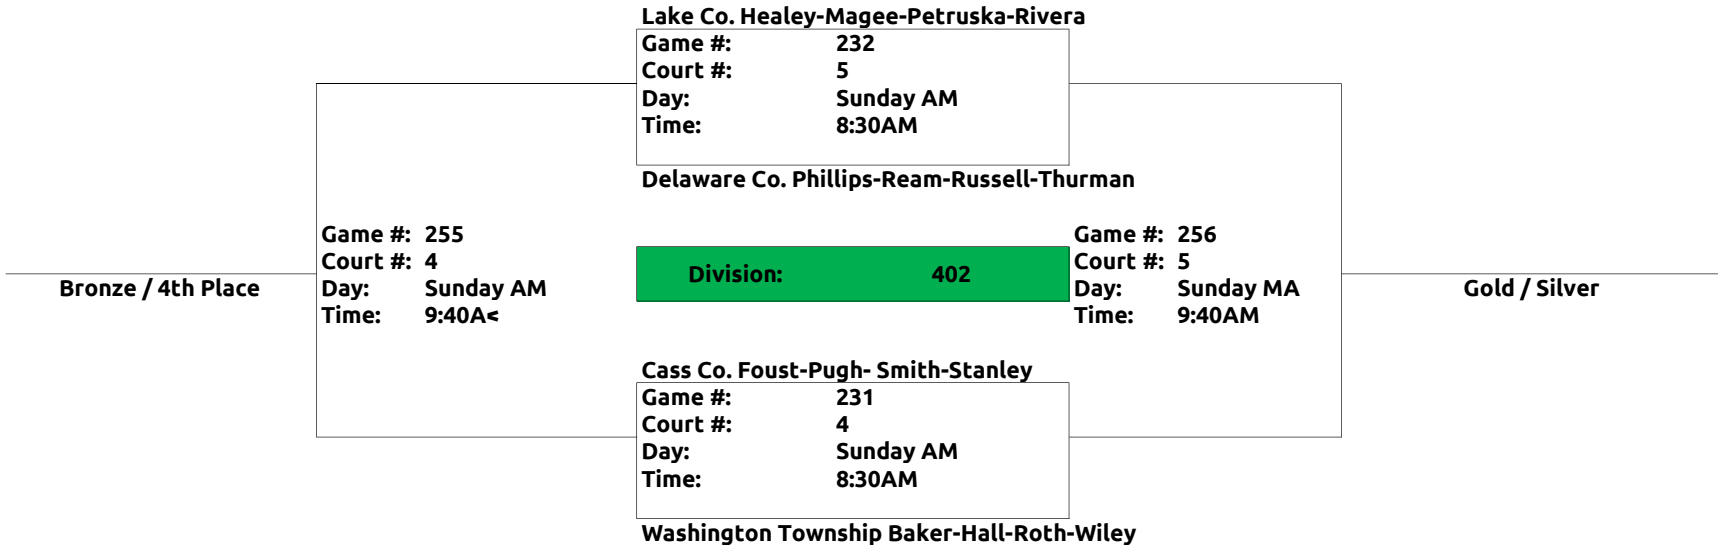 Lake Co. Healey-Magee-Petruska-Rivera
Game #: 232
Court #: 5
Day: Sunday AM
Time: 8:30AM
Delaware Co. Phillips-Ream-Russell-Thurman
Game #: 255
Court #: 4
Day: Sunday AM
Time: 9:40A<
Bronze / 4th Place
Division: 402
Game #: 256
Court #: 5
Day: Sunday MA
Time: 9:40AM
Gold / Silver
Cass Co. Foust-Pugh- Smith-Stanley
Game #: 231
Court #: 4
Day: Sunday AM
Time: 8:30AM
Washington Township Baker-Hall-Roth-Wiley